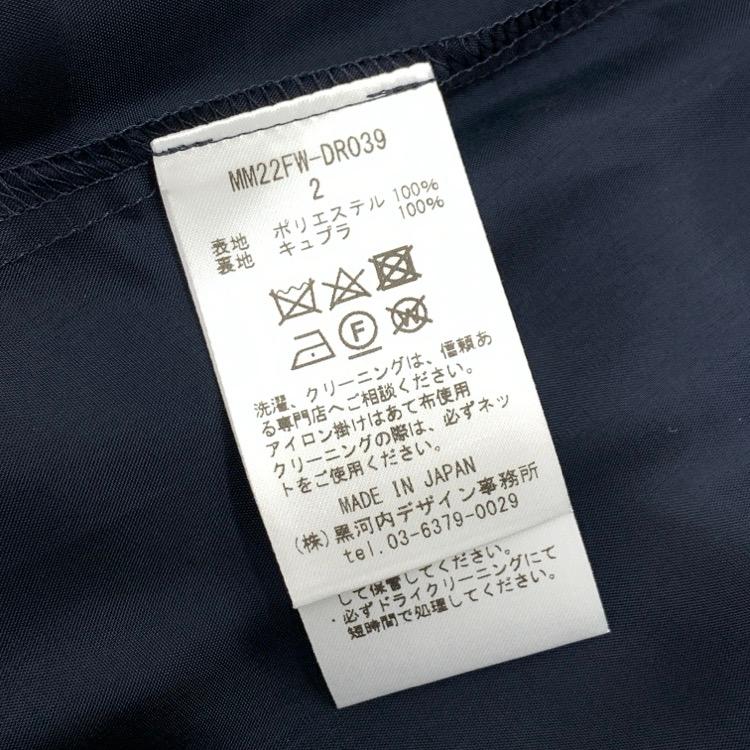 MM22FW-DR039
2
表地 ポリエステル 100%
裏地 キュプラ 100%
F
W
洗濯、クリーニングは、信頼あ
る専門店へご相談ください。
アイロン掛けはあて布使用
クリーニングの際は、必ずネッ
トをご使用ください。
MADE IN JAPAN
(株)黒河内デザイン事務所
tel.03-6379-0029
して保管してください。
・必ずドライクリーニングにて
短時間で処理してください。